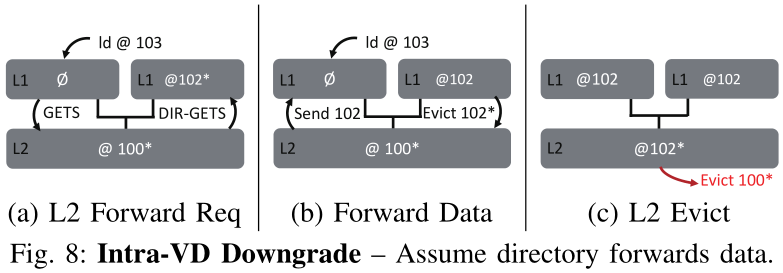 ld @ 103
L1 Ø
L1 @102*
GETS
DIR-GETS
L2 @ 100*
(a) L2 Forward Req
ld @ 103
L1 Ø
L1 @102
Send 102
Evict 102*
L2 @ 100*
(b) Forward Data
L1 @102
L1 @102
L2 @102*
Evict 100*
(c) L2 Evict
Fig. 8: Intra-VD Downgrade – Assume directory forwards data.